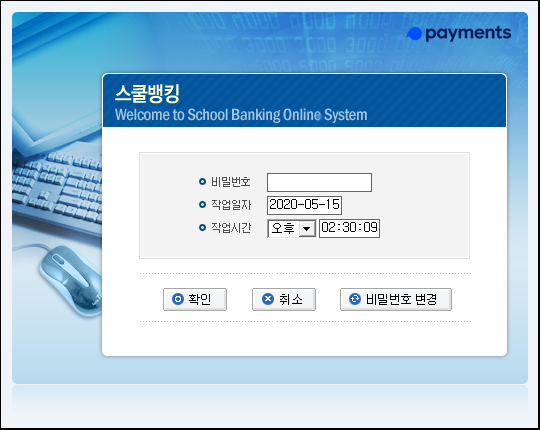 payments
스쿨뱅킹
Welcome to School Banking Online System
비밀번호
작업일자 2020-05-15
작업시간 오후 02:30:09
확인 취소 비밀번호 변경